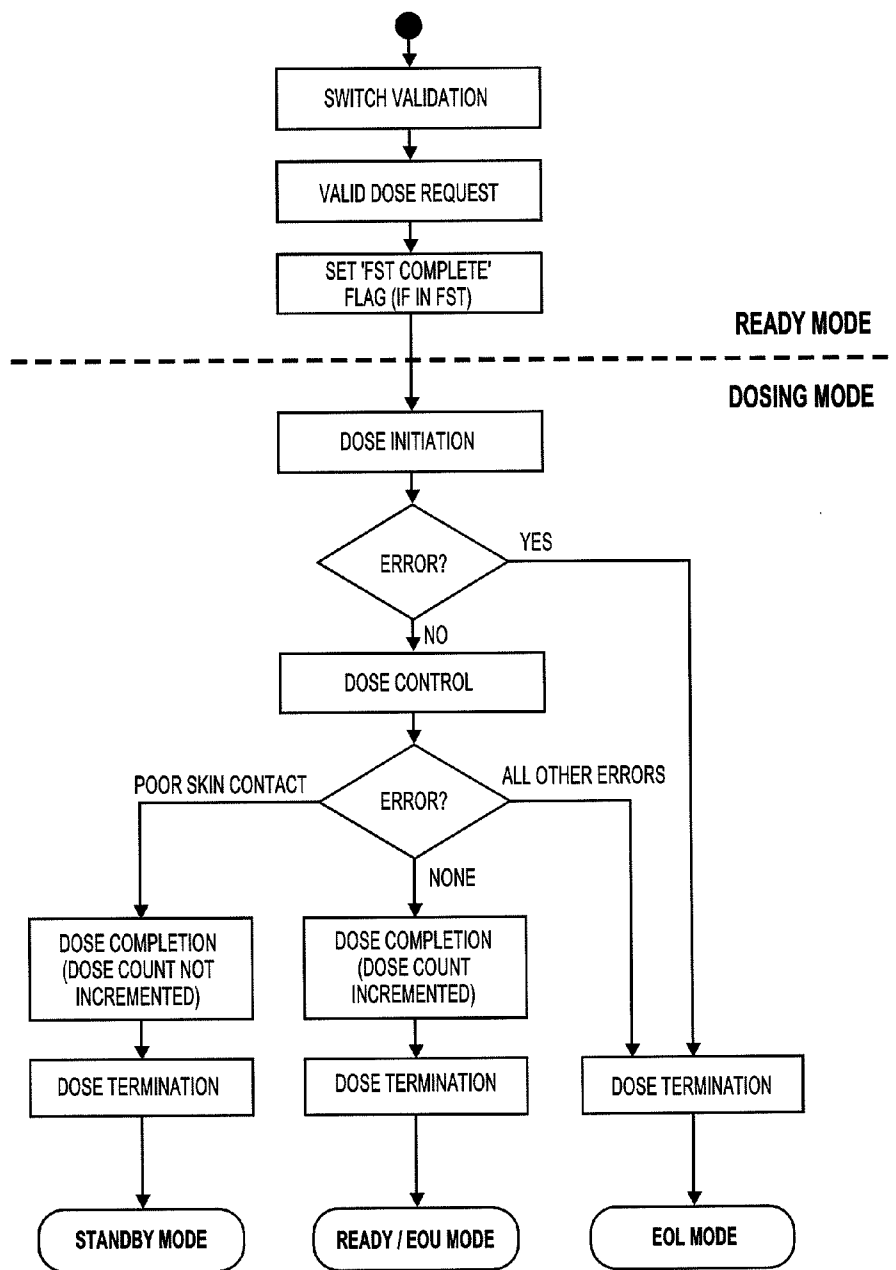 SWITCH VALIDATION
VALID DOSE REQUEST
SET 'FST COMPLETE'
FLAG (IF IN FST)
READY MODE
DOSING MODE
DOSE INITIATION
ERROR?
YES
NO
DOSE CONTROL
POOR SKIN CONTACT
ERROR?
ALL OTHER ERRORS
NONE
DOSE COMPLETION
(DOSE COUNT NOT
INCREMENTED)
DOSE COMPLETION
(DOSE COUNT
INCREMENTED)
DOSE TERMINATION
DOSE TERMINATION
DOSE TERMINATION
STANDBY MODE
READY / EOU MODE
EOL MODE